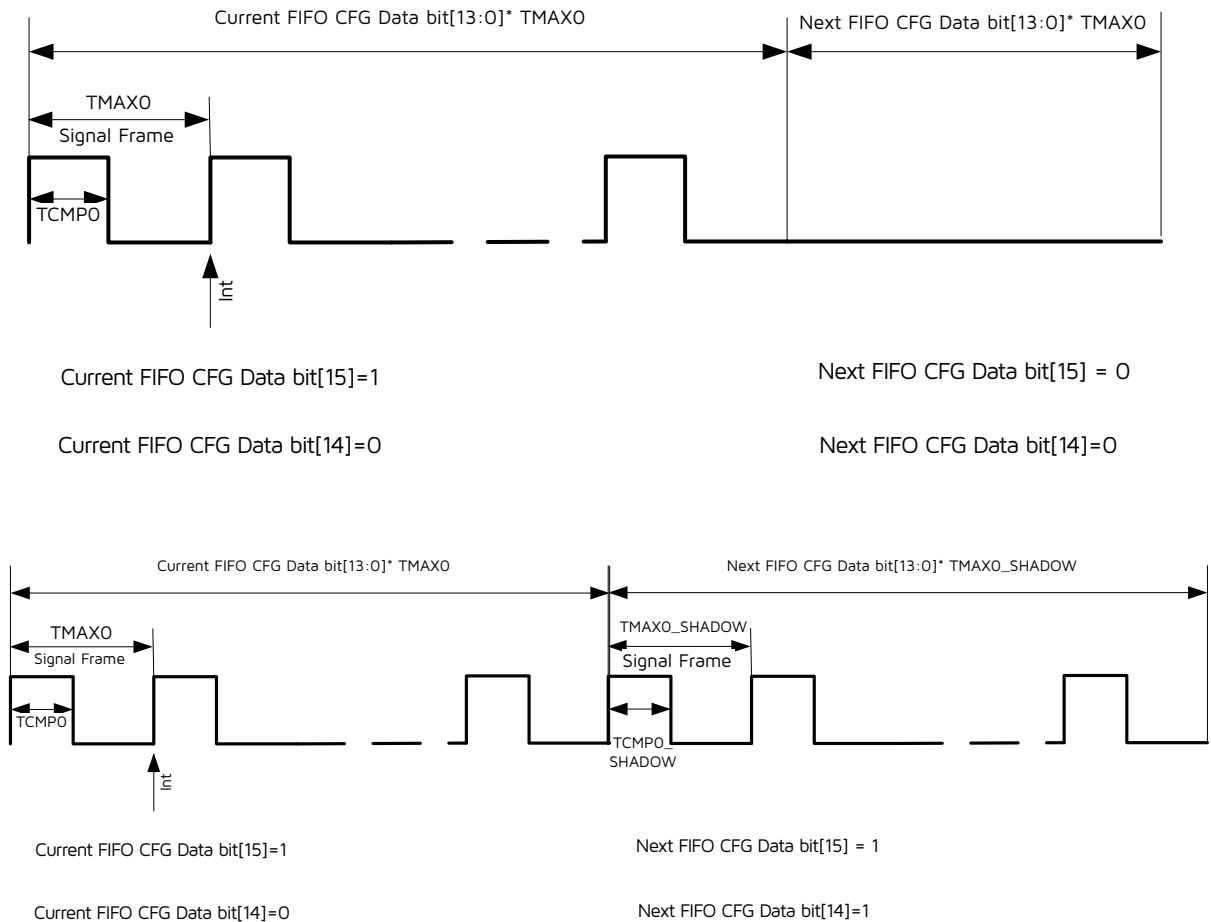 Current FIFO CFG Data bit[13:0]* TMAX0
Next FIFO CFG Data bit[13:0]* TMAX0
TMAX0
Signal Frame
TCMP0
Int
Current FIFO CFG Data bit[15]=1
Next FIFO CFG Data bit[15] = 0
Current FIFO CFG Data bit[14]=0
Next FIFO CFG Data bit[14]=0
Current FIFO CFG Data bit[13:0]* TMAX0
Next FIFO CFG Data bit[13:0]* TMAX0_SHADOW
TMAX0
Signal Frame
TMAX0_SHADOW
Signal Frame
TCMP0
TCMP0_
SHADOW
Int
Current FIFO CFG Data bit[15]=1
Next FIFO CFG Data bit[15] = 1
Current FIFO CFG Data bit[14]=0
Next FIFO CFG Data bit[14]=1